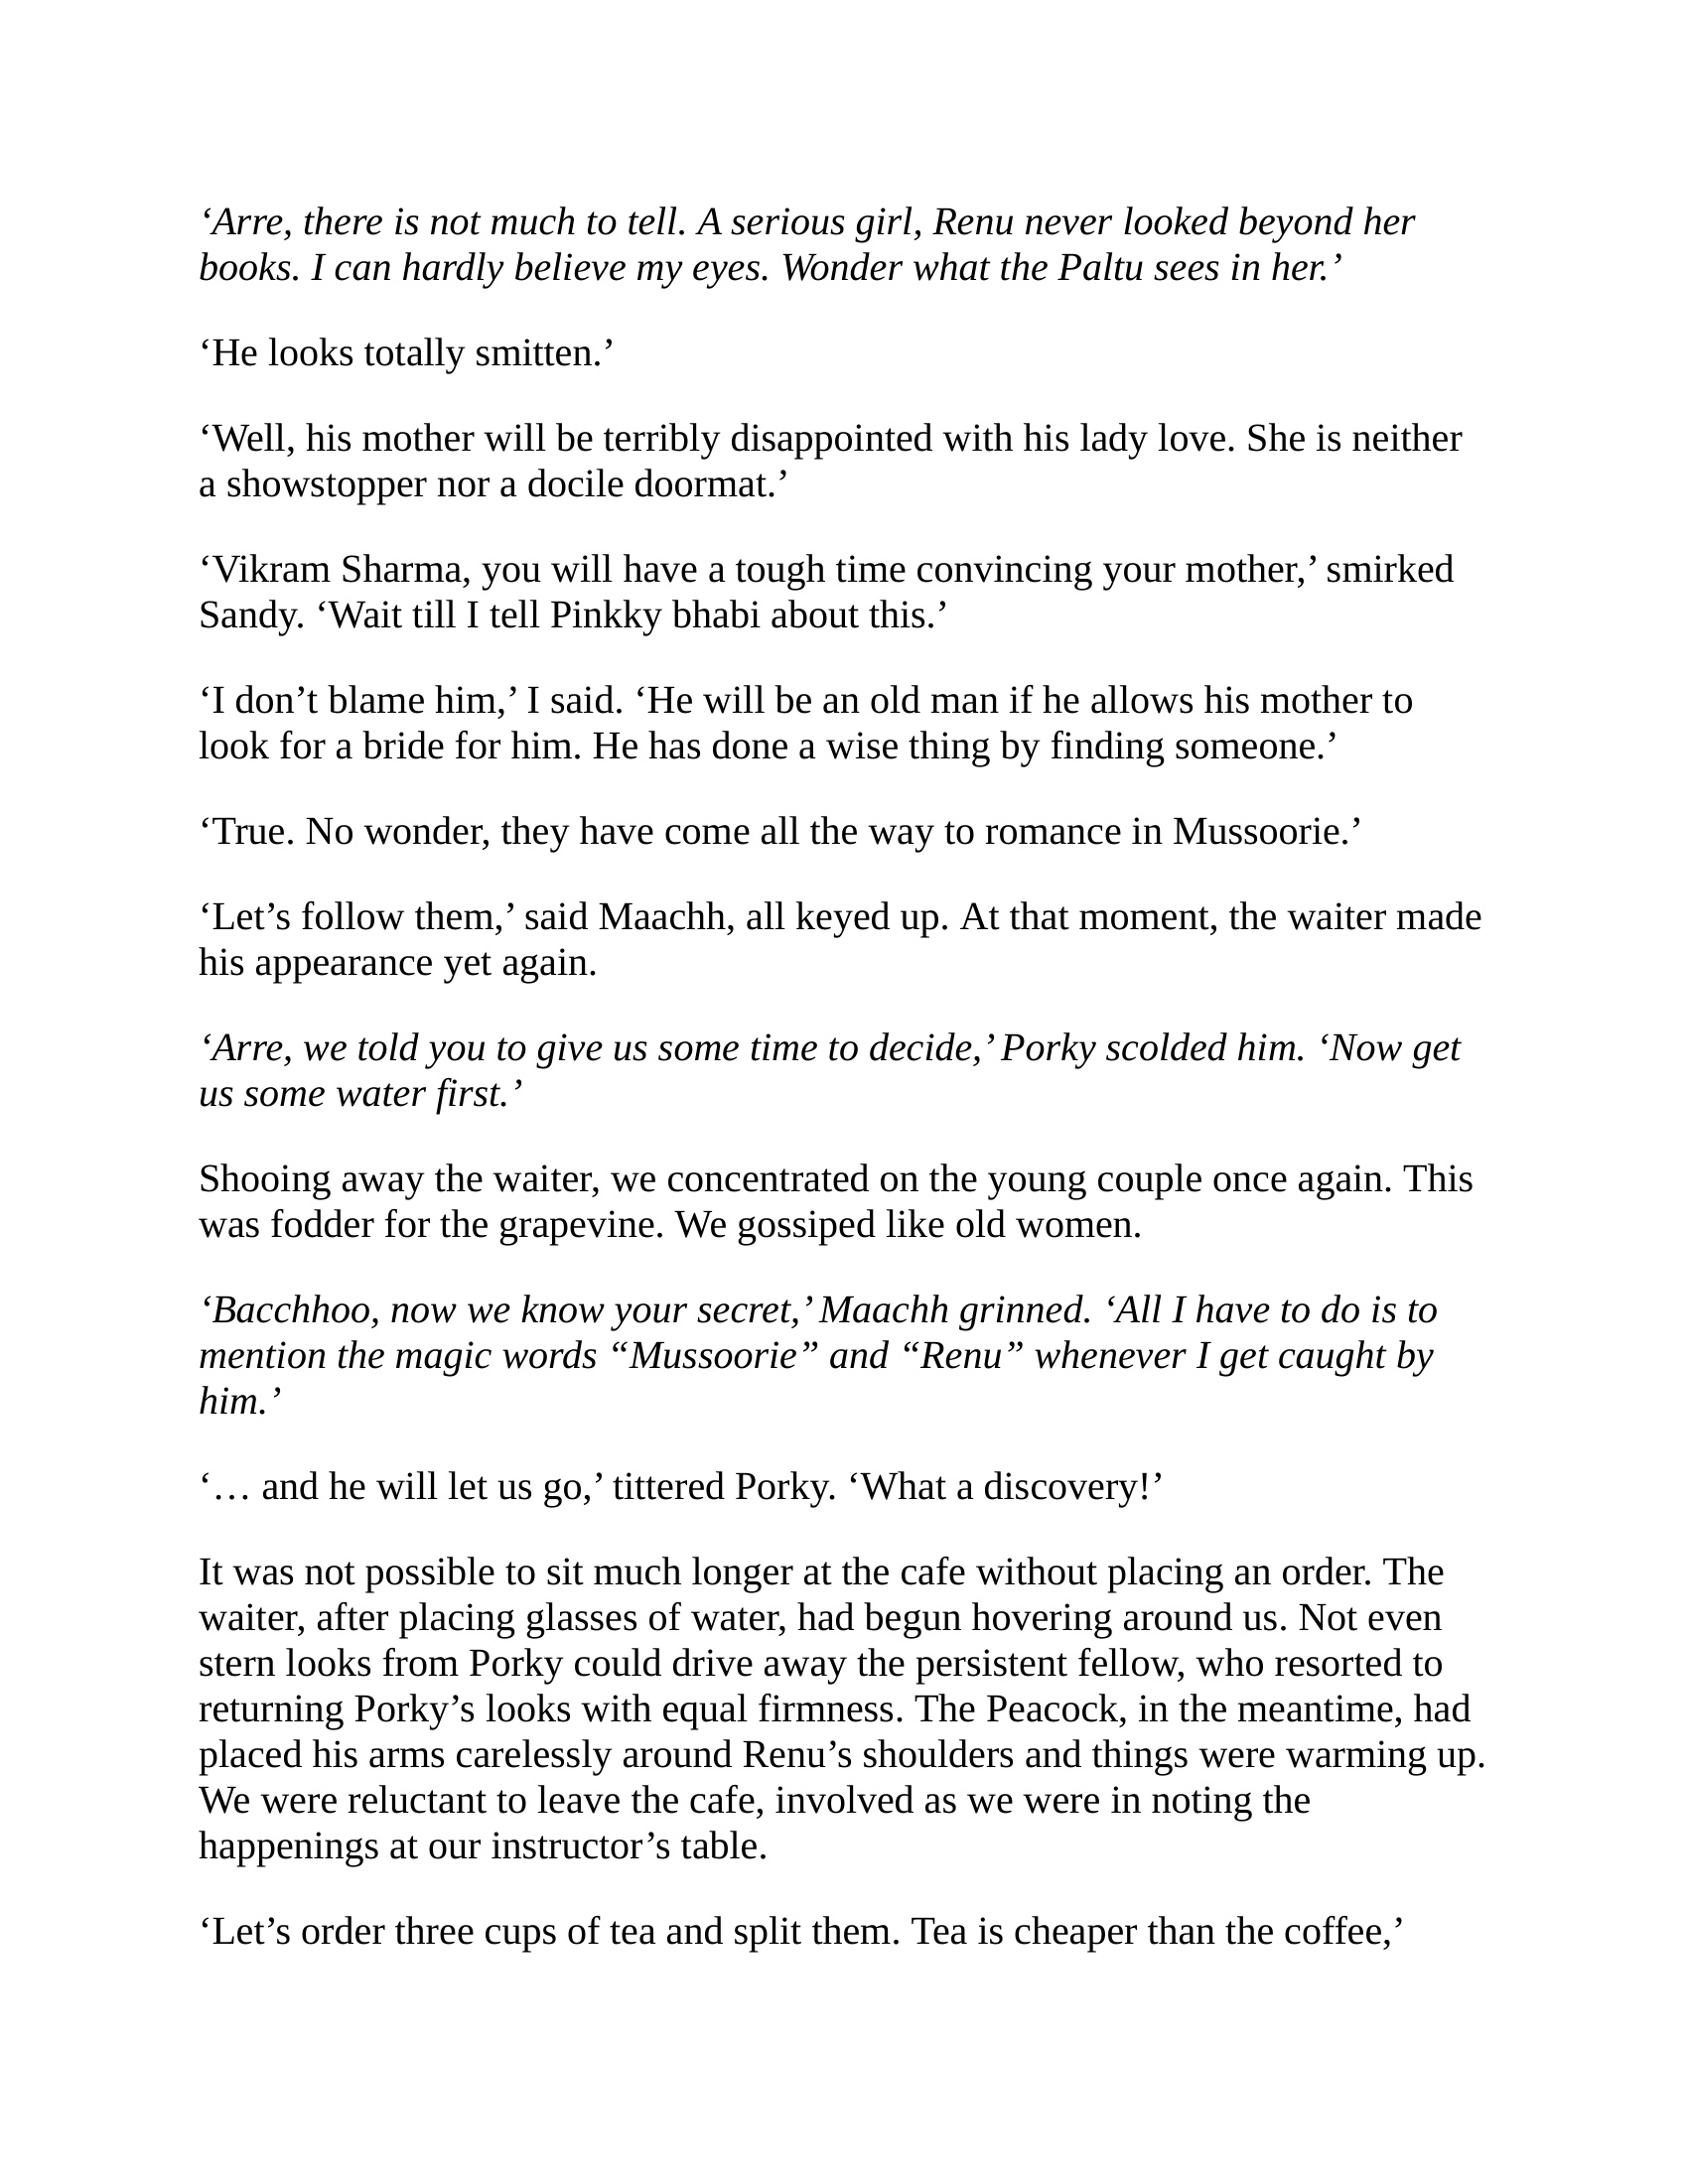 ‘Arre, there is not much to tell. A serious girl, Renu never looked beyond her
books. I can hardly believe my eyes. Wonder what the Paltu sees in her.’
‘He looks totally smitten.’
‘Well, his mother will be terribly disappointed with his lady love. She is neither
a showstopper nor a docile doormat.’
‘Vikram Sharma, you will have a tough time convincing your mother,’ smirked
Sandy. ‘Wait till I tell Pinkky bhabi about this.’
‘I don’t blame him,’ I said. ‘He will be an old man if he allows his mother to
look for a bride for him. He has done a wise thing by finding someone.’
‘True. No wonder, they have come all the way to romance in Mussoorie.’
‘Let’s follow them,’ said Maachh, all keyed up. At that moment, the waiter made
his appearance yet again.
‘Arre, we told you to give us some time to decide,’ Porky scolded him. ‘Now get
us some water first.’
Shooing away the waiter, we concentrated on the young couple once again. This
was fodder for the grapevine. We gossiped like old women.
‘Bacchhoo, now we know your secret,’ Maachh grinned. ‘All I have to do is to
mention the magic words “Mussoorie” and “Renu” whenever I get caught by
him.’
‘… and he will let us go,’ tittered Porky. ‘What a discovery!’
It was not possible to sit much longer at the cafe without placing an order. The
waiter, after placing glasses of water, had begun hovering around us. Not even
stern looks from Porky could drive away the persistent fellow, who resorted to
returning Porky’s looks with equal firmness. The Peacock, in the meantime, had
placed his arms carelessly around Renu’s shoulders and things were warming up.
We were reluctant to leave the cafe, involved as we were in noting the
happenings at our instructor’s table.
‘Let’s order three cups of tea and split them. Tea is cheaper than the coffee,’